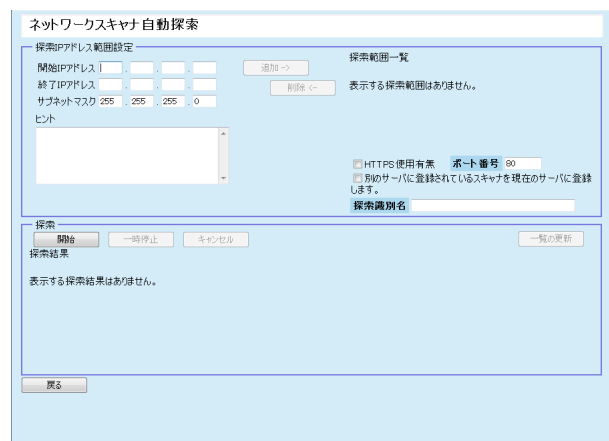 ネットワークスキャナ自動探索
探索IPアドレス範囲設定
開始IPアドレス . . .
追加 ->
終了IPアドレス . . .
削除 <-
サブネットマスク 255 . 255 . 255 . 0
ヒント
探索範囲一覧
表示する探索範囲はありません。
HTTPS使用有無 ポート番号 80
別のサーバに登録されているスキャナを現在のサーバに登録
します。
探索識別名
探索
開始 一時停止 キャンセル 一覧の更新
探索結果
表示する探索結果はありません。
戻る